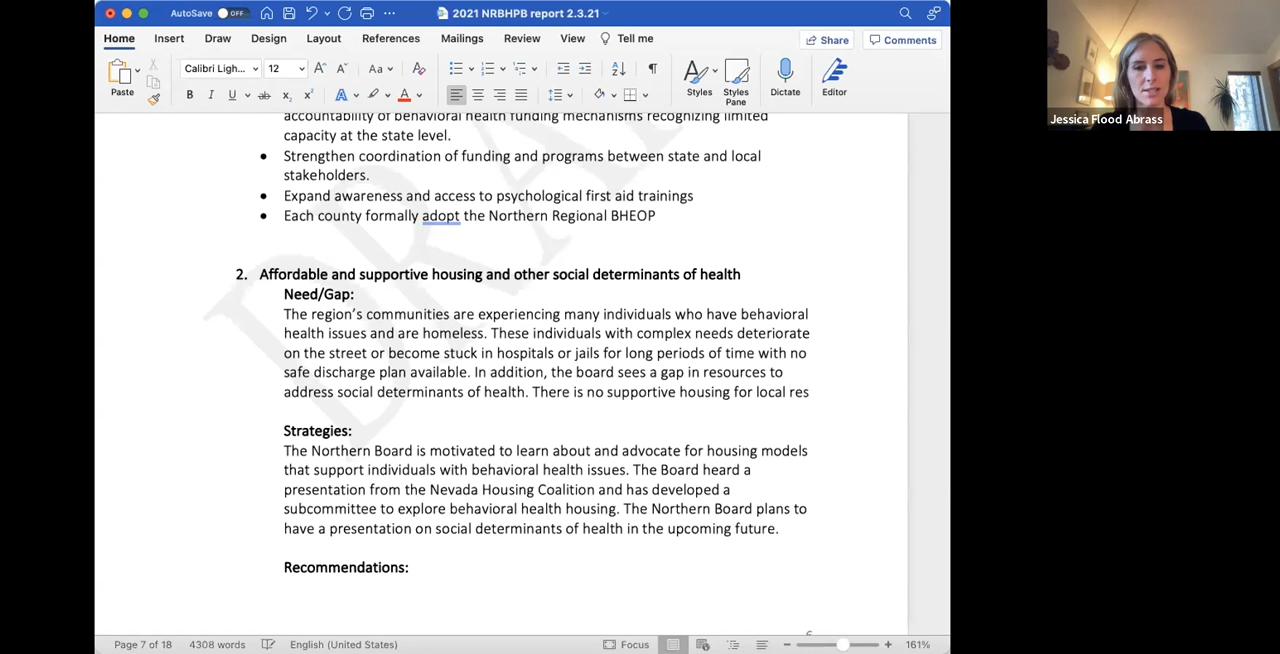 AutoSave OFF
2021 NRBHPB report 2.3.21
Home Insert Draw Design Layout References Mailings Review View Tell me Share Comments
Paste Calibri Ligh... 12 Aa Styles Styles Pane Dictate Editor
accountability of behavioral health funding mechanisms recognizing limited
capacity at the state level.
• Strengthen coordination of funding and programs between state and local
stakeholders.
• Expand awareness and access to psychological first aid trainings
• Each county formally adopt the Northern Regional BHEOP
2. Affordable and supportive housing and other social determinants of health
Need/Gap:
The region's communities are experiencing many individuals who have behavioral
health issues and are homeless. These individuals with complex needs deteriorate
on the street or become stuck in hospitals or jails for long periods of time with no
safe discharge plan available. In addition, the board sees a gap in resources to
address social determinants of health. There is no supportive housing for local res
Strategies:
The Northern Board is motivated to learn about and advocate for housing models
that support individuals with behavioral health issues. The Board heard a
presentation from the Nevada Housing Coalition and has developed a
subcommittee to explore behavioral health housing. The Northern Board plans to
have a presentation on social determinants of health in the upcoming future.
Recommendations:
Page 7 of 18 4308 words English (United States) Focus 161%
Jessica Flood Abrass